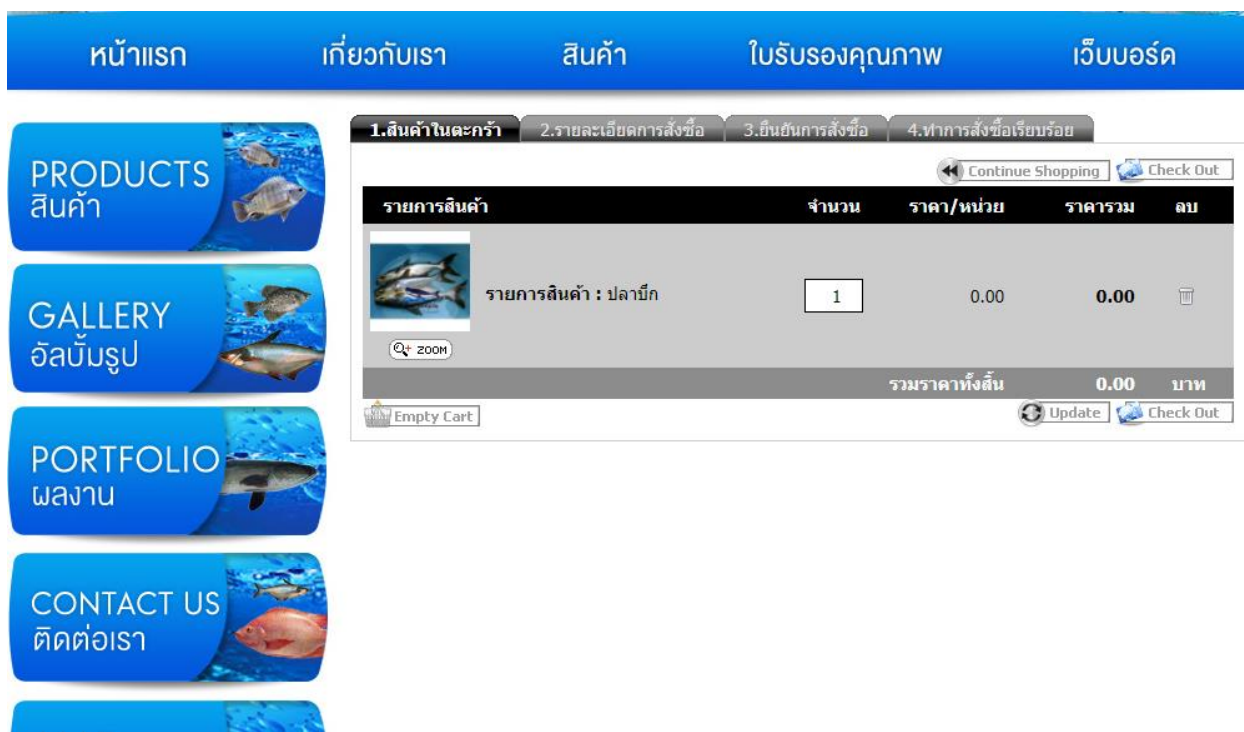 หน้าแรก เกี่ยวกับเรา สินค้า ใบรับรองคุณภาพ เว็บบอร์ด
PRODUCTS
สินค้า
GALLERY
อัลบั้มรูป
PORTFOLIO
ผลงาน
CONTACT US
ติดต่อเรา
1.สินค้าในตะกร้า 2.รายละเอียดการสั่งซื้อ 3.ยืนยันการสั่งซื้อ 4.ทำการสั่งซื้อเรียบร้อย
Continue Shopping Check Out
รายการสินค้า จำนวน ราคา/หน่วย ราคารวม ลบ
รายการสินค้า : ปลาบึก 1 0.00 0.00
ZOOM
รวมราคาทั้งสิ้น 0.00 บาท
Empty Cart Update Check Out